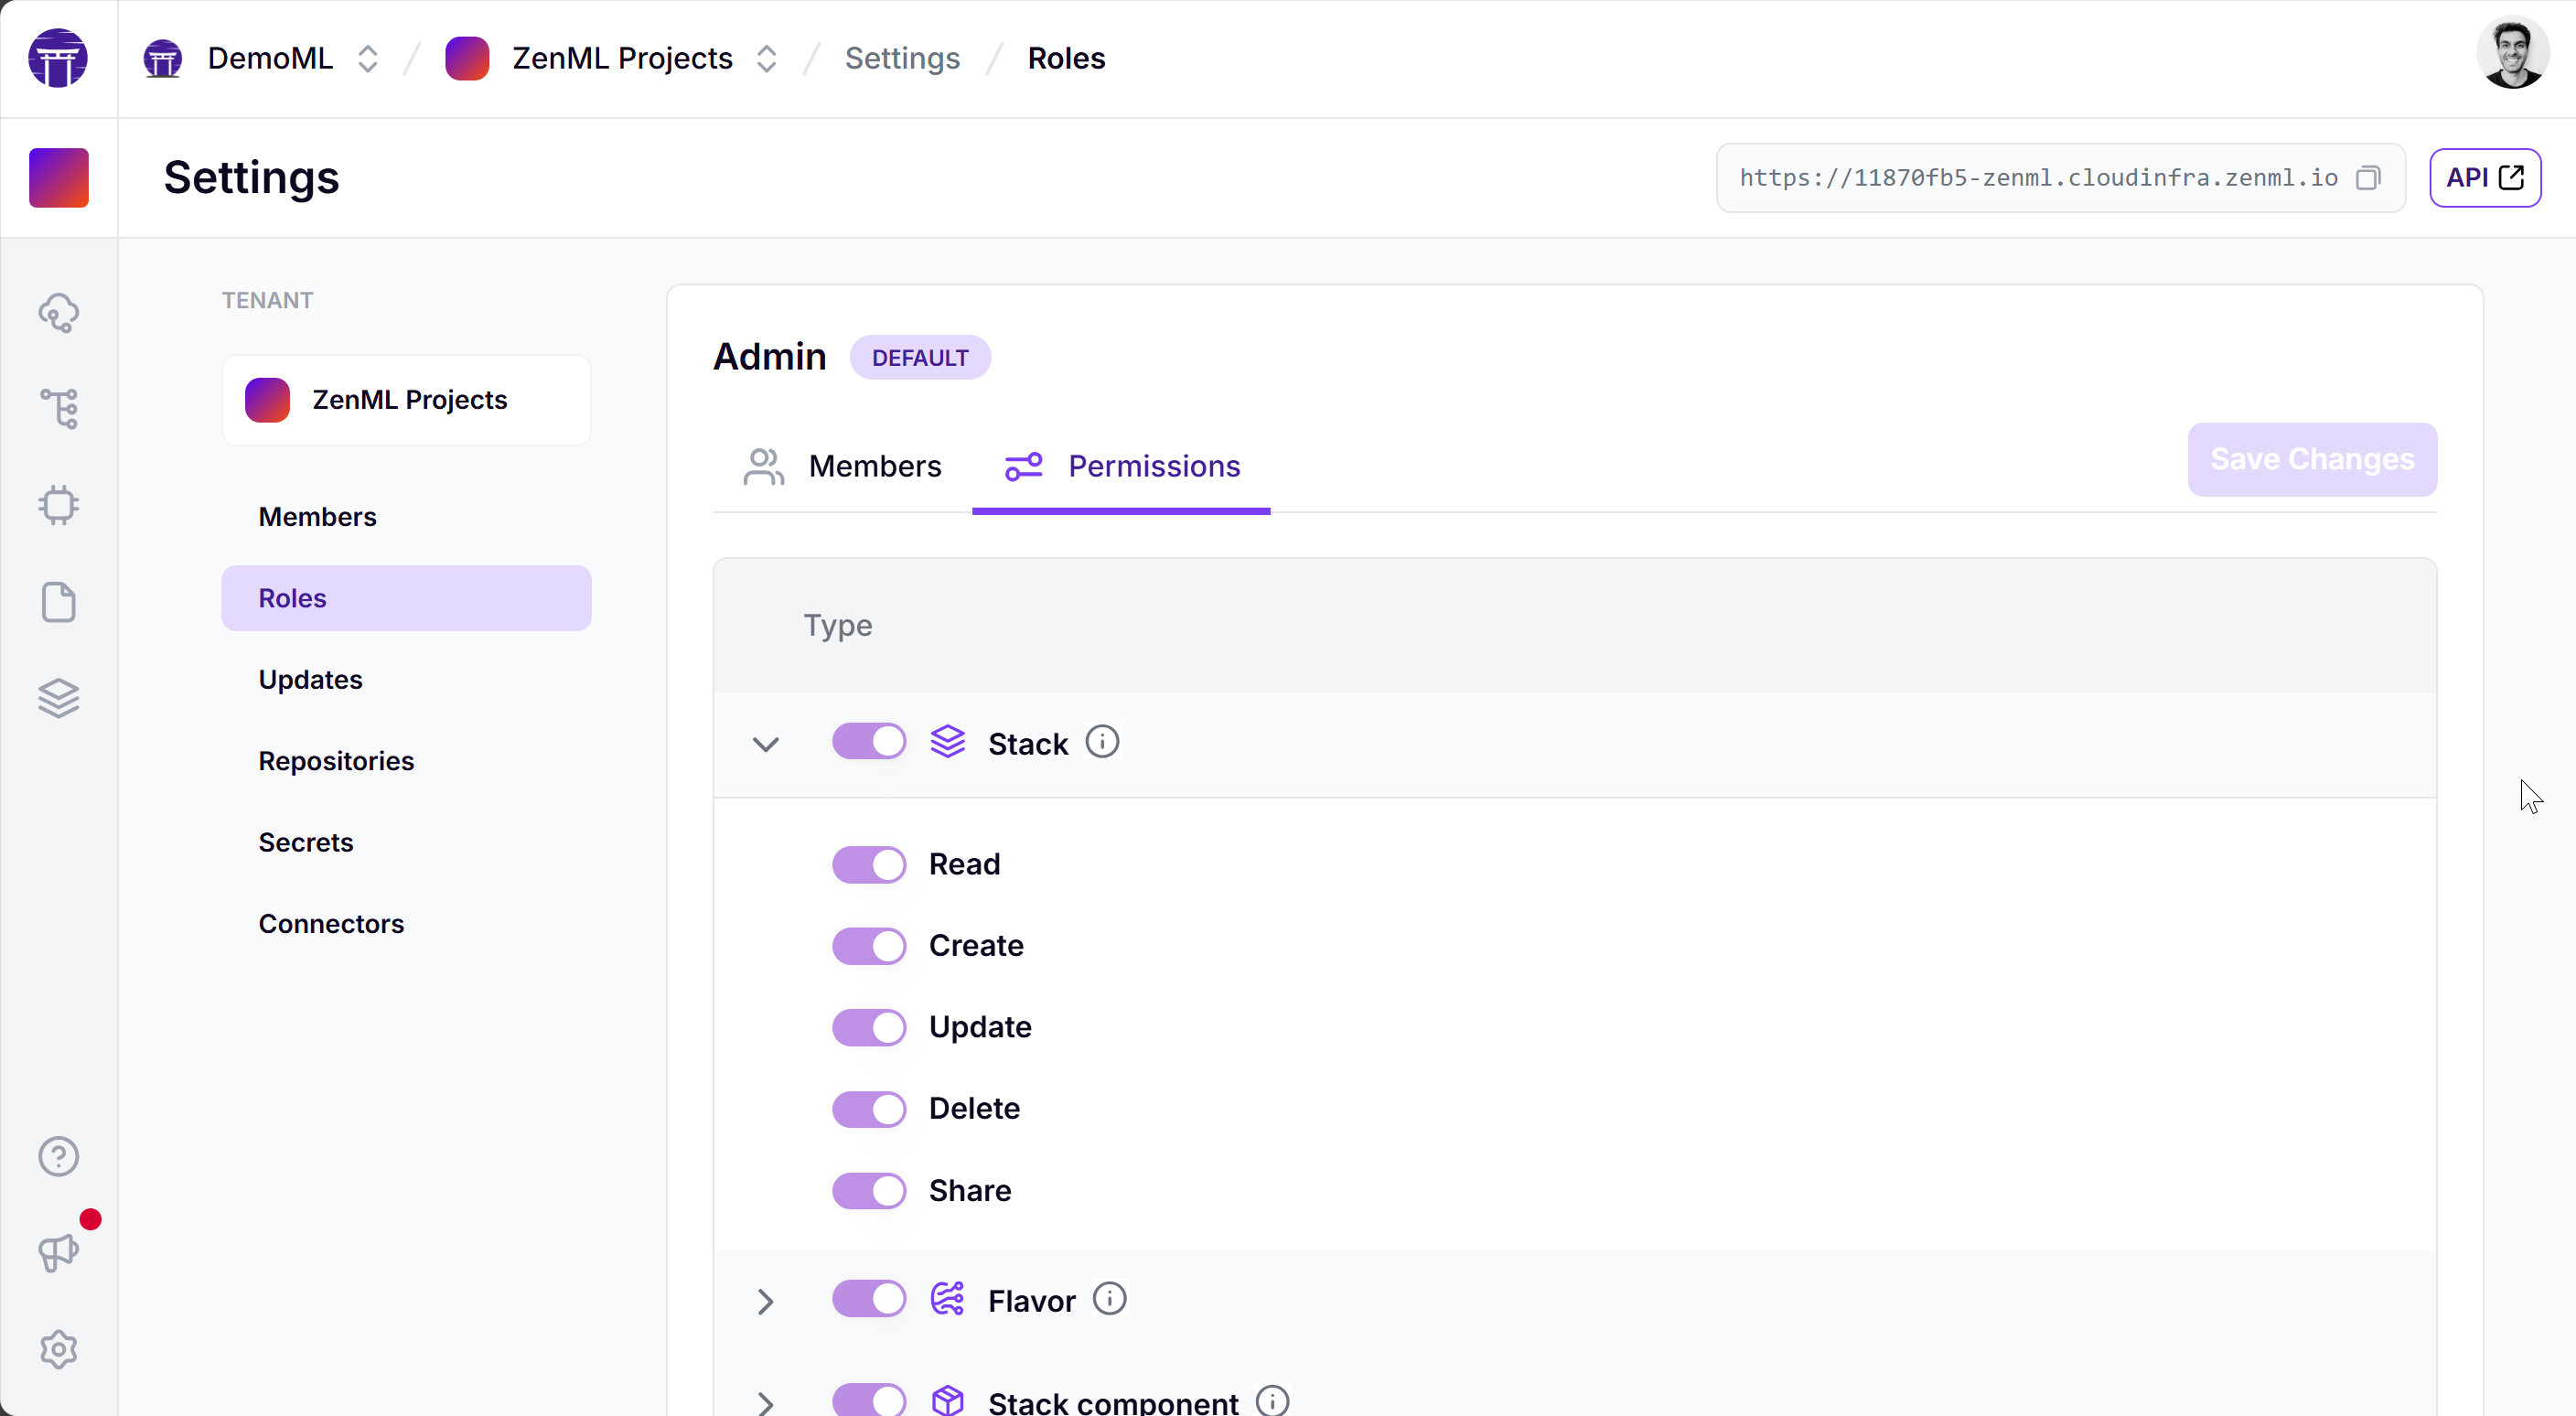 DemoML / ZenML Projects / Settings / Roles
Settings
https://11870fb5-zenml.cloudinfra.zenml.io
API
TENANT
ZenML Projects
Members
Roles
Updates
Repositories
Secrets
Connectors
Admin DEFAULT
Members Permissions
Save Changes
Type
Stack
Read
Create
Update
Delete
Share
Flavor
Stack component